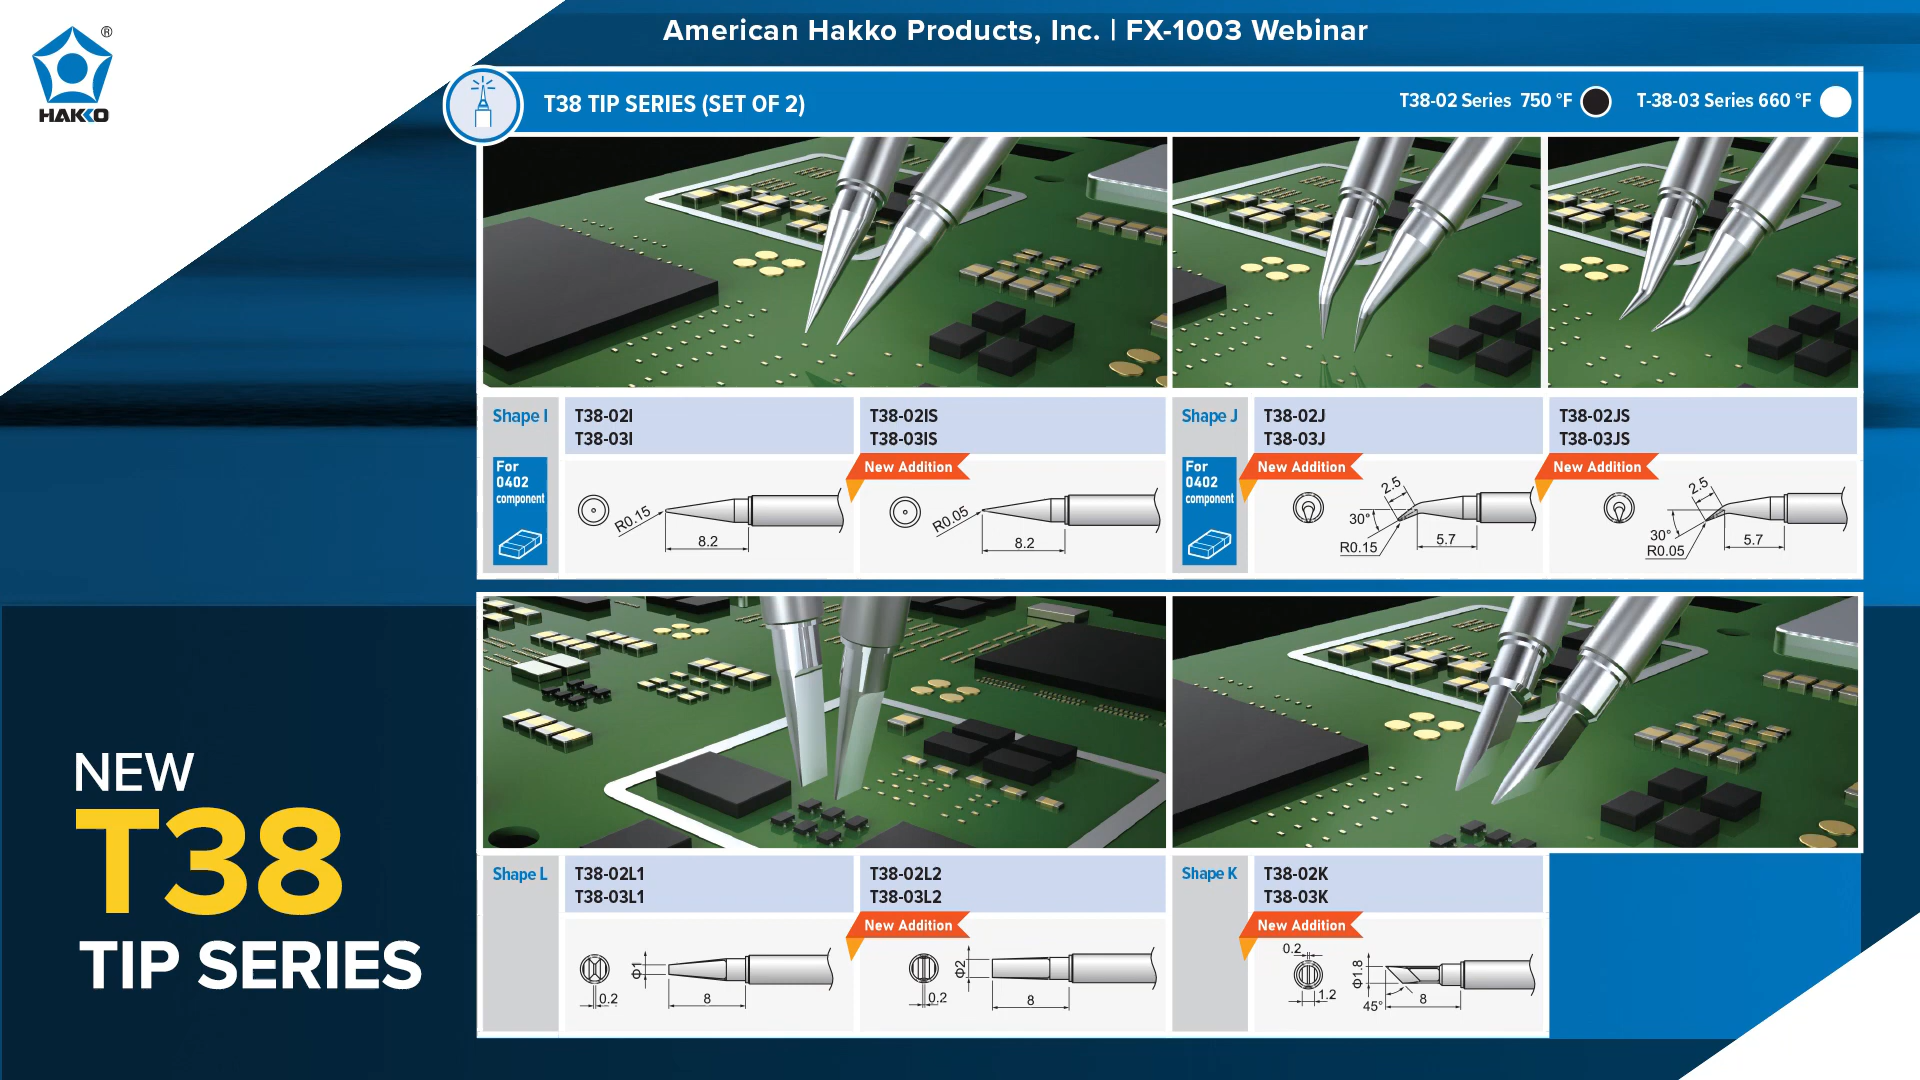 American Hakko Products, Inc. | FX-1003 Webinar
®
HAKKO
T38 TIP SERIES (SET OF 2)
T38-02 Series 750 °F
T-38-03 Series 660 °F
Shape I
For
0402
component
T38-02I
T38-03I
R0.15
8.2
T38-02IS
T38-03IS
New Addition
R0.05
8.2
Shape J
For
0402
component
T38-02J
T38-03J
New Addition
2.5
30°
R0.15
5.7
T38-02JS
T38-03JS
New Addition
2.5
30°
R0.05
5.7
NEW
T38
TIP SERIES
Shape L
T38-02L1
T38-03L1
0.2
Φ1
8
T38-02L2
T38-03L2
New Addition
0.2
Φ2
8
Shape K
T38-02K
T38-03K
New Addition
0.2
1.2
Φ1.8
45°
8